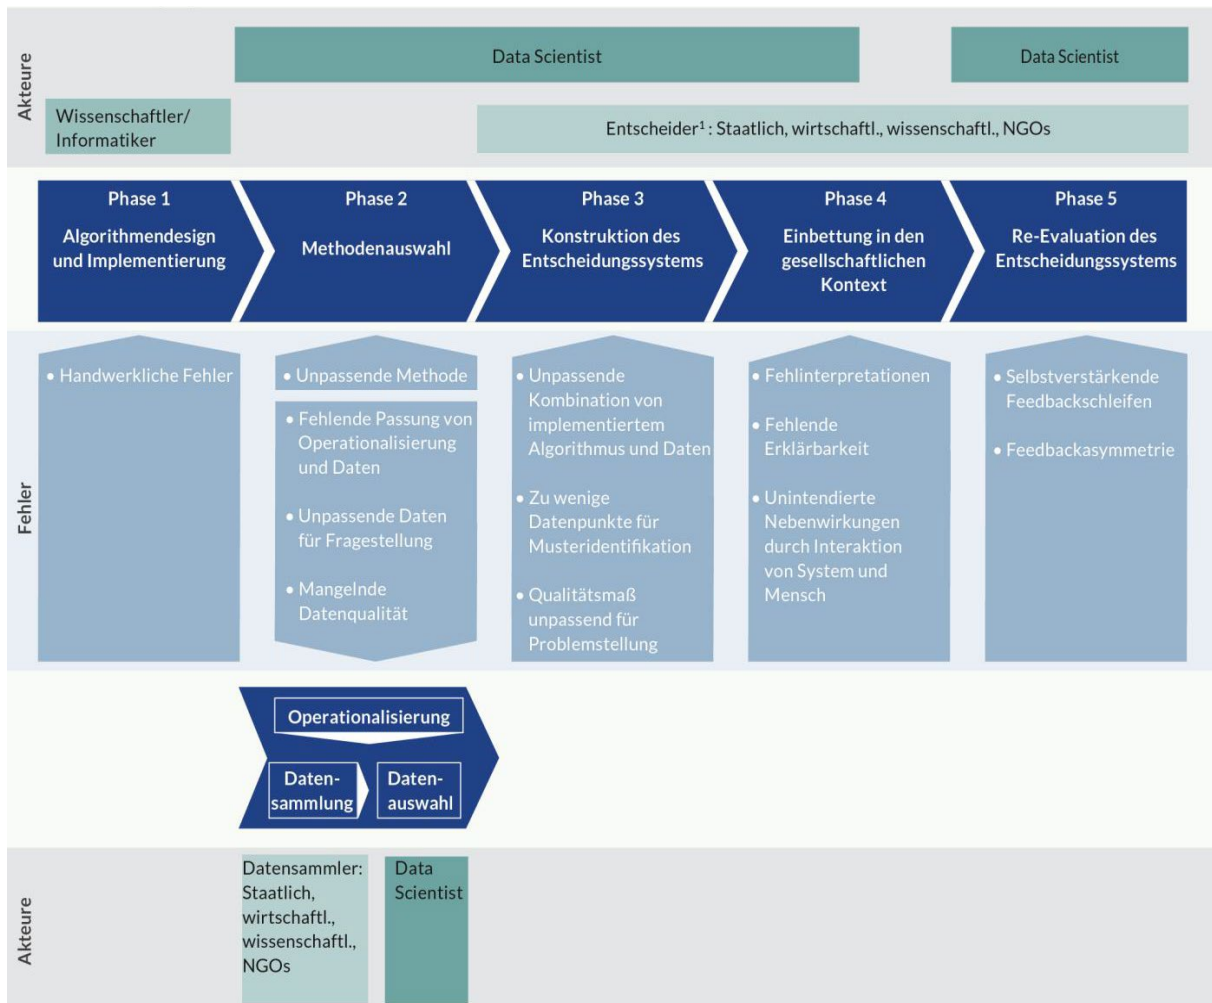 Akteure
Data Scientist
Data Scientist
Wissenschaftler/
Informatiker
Entscheider¹ : Staatlich, wirtschaftl., wissenschaftl., NGOs
Phase 1
Algorithmendesign
und Implementierung
Phase 2
Methodenauswahl
Phase 3
Konstruktion des
Entscheidungssystems
Phase 4
Einbettung in den
gesellschaftlichen
Kontext
Phase 5
Re-Evaluation des
Entscheidungssystems
Fehler
• Handwerkliche Fehler
• Unpassende Methode
• Fehlende Passung von
Operationalisierung
und Daten
• Unpassende Daten
für Fragestellung
• Mangelnde
Datenqualität
• Unpassende
Kombination von
implementiertem
Algorithmus und Daten
• Zu wenige
Datenpunkte für
Musteridentifikation
• Qualitätsmaß
unpassend für
Problemstellung
• Fehlinterpretationen
• Fehlende
Erklärbarkeit
• Unintendierte
Nebenwirkungen
durch Interaktion
von System und
Mensch
• Selbstverstärkende
Feedbackschleifen
• Feedbackasymmetrie
Operationalisierung
Daten-
sammlung
Daten-
auswahl
Akteure
Datensammler:
Staatlich,
wirtschaftl.,
wissenschaftl.,
NGOs
Data
Scientist